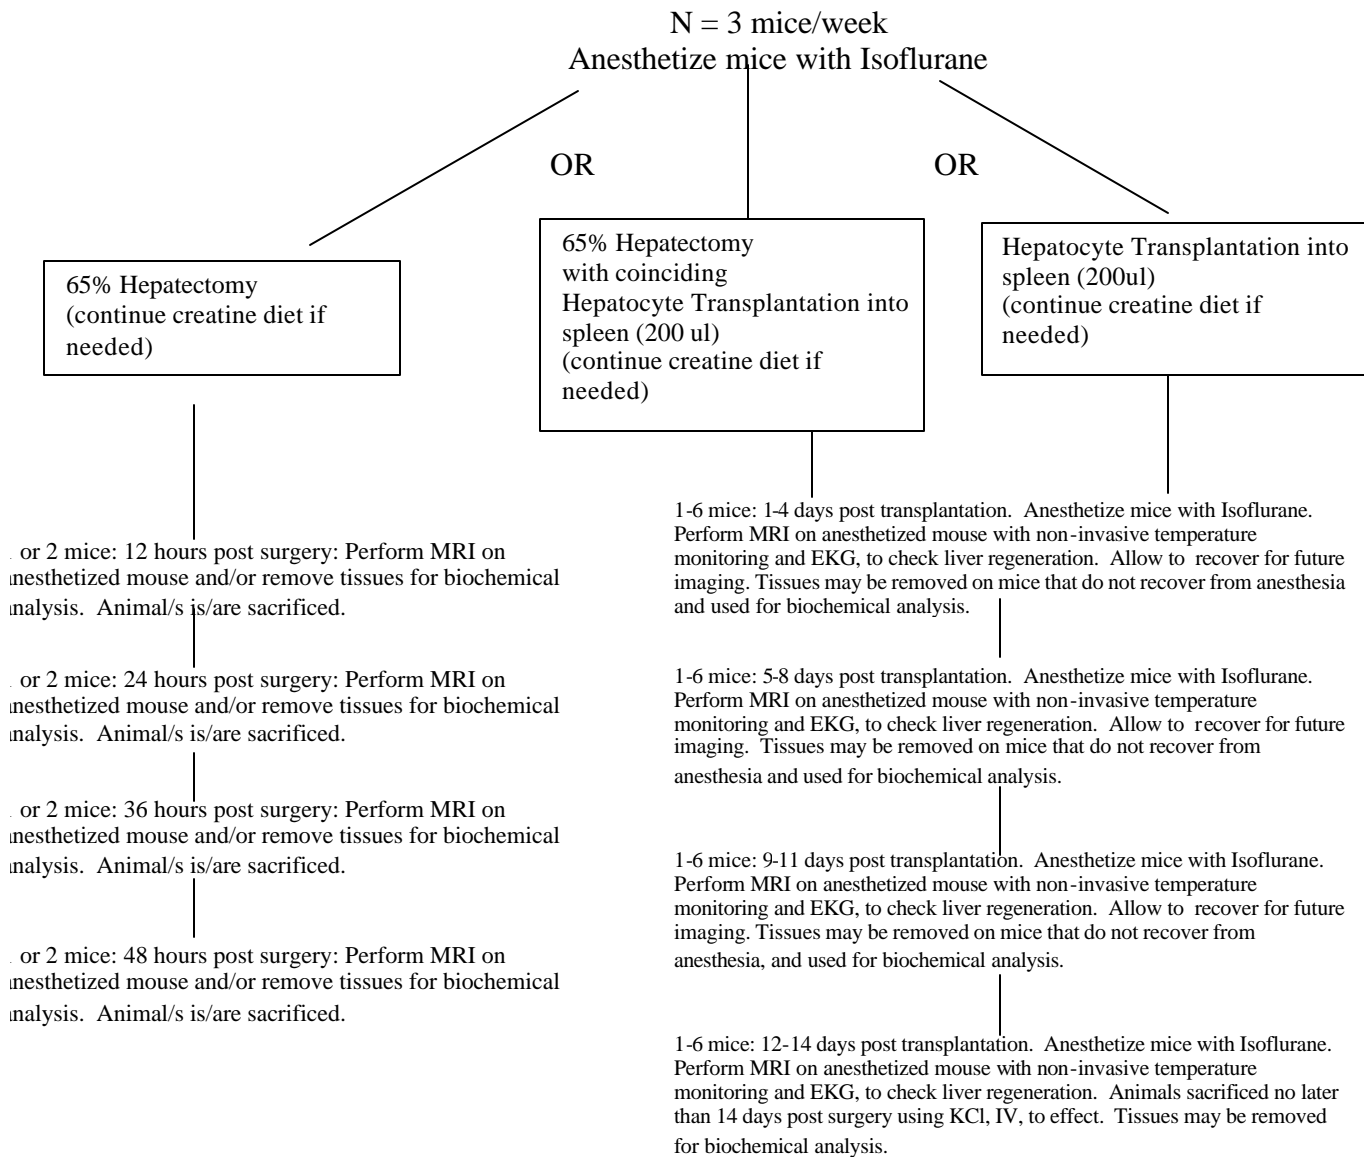 N = 3 mice/week
Anesthetize mice with Isoflurane
OR
OR
65% Hepatectomy
(continue creatine diet if
needed)
65% Hepatectomy
with coinciding
Hepatocyte Transplantation into
spleen (200 ul)
(continue creatine diet if
needed)
Hepatocyte Transplantation into
spleen (200ul)
(continue creatine diet if
needed)
or 2 mice: 12 hours post surgery: Perform MRI on
anesthetized mouse and/or remove tissues for biochemical
analysis. Animal/s is/are sacrificed.
or 2 mice: 24 hours post surgery: Perform MRI on
anesthetized mouse and/or remove tissues for biochemical
analysis. Animal/s is/are sacrificed.
or 2 mice: 36 hours post surgery: Perform MRI on
anesthetized mouse and/or remove tissues for biochemical
analysis. Animal/s is/are sacrificed.
or 2 mice: 48 hours post surgery: Perform MRI on
anesthetized mouse and/or remove tissues for biochemical
analysis. Animal/s is/are sacrificed.
1-6 mice: 1-4 days post transplantation. Anesthetize mice with Isoflurane.
Perform MRI on anesthetized mouse with non-invasive temperature
monitoring and EKG, to check liver regeneration. Allow to recover for future
imaging. Tissues may be removed on mice that do not recover from anesthesia
and used for biochemical analysis.
1-6 mice: 5-8 days post transplantation. Anesthetize mice with Isoflurane.
Perform MRI on anesthetized mouse with non-invasive temperature
monitoring and EKG, to check liver regeneration. Allow to recover for future
imaging. Tissues may be removed on mice that do not recover from
anesthesia and used for biochemical analysis.
1-6 mice: 9-11 days post transplantation. Anesthetize mice with Isoflurane.
Perform MRI on anesthetized mouse with non-invasive temperature
monitoring and EKG, to check liver regeneration. Allow to recover for future
imaging. Tissues may be removed on mice that do not recover from
anesthesia, and used for biochemical analysis.
1-6 mice: 12-14 days post transplantation. Anesthetize mice with Isoflurane.
Perform MRI on anesthetized mouse with non-invasive temperature
monitoring and EKG, to check liver regeneration. Animals sacrificed no later
than 14 days post surgery using KCl, IV, to effect. Tissues may be removed
for biochemical analysis.